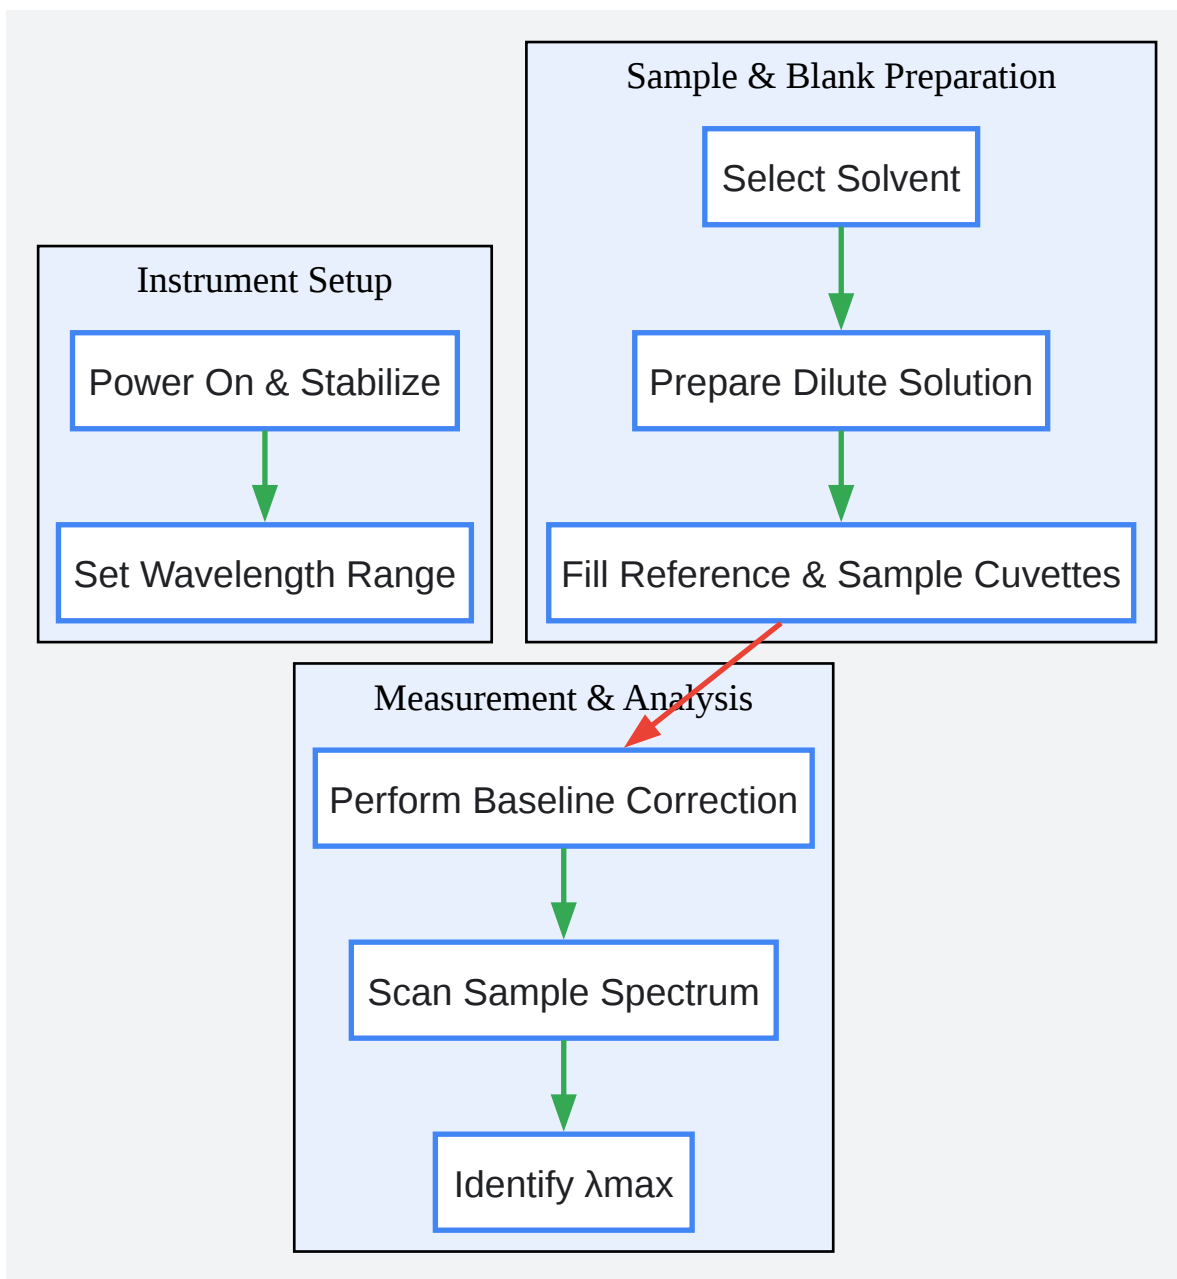 Sample & Blank Preparation
Select Solvent
Prepare Dilute Solution
Fill Reference & Sample Cuvettes
Instrument Setup
Power On & Stabilize
Set Wavelength Range
Measurement & Analysis
Perform Baseline Correction
Scan Sample Spectrum
Identify λmax